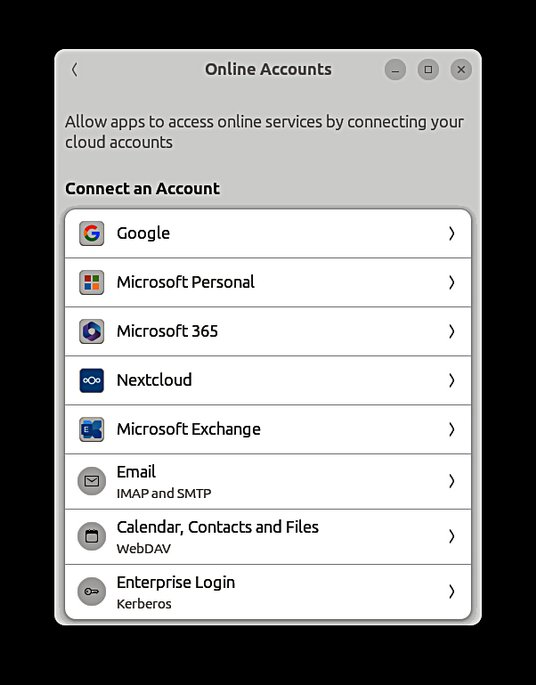 Online Accounts
Allow apps to access online services by connecting your
cloud accounts
Connect an Account
Google
Microsoft Personal
Microsoft 365
Nextcloud
Microsoft Exchange
Email
IMAP and SMTP
Calendar, Contacts and Files
WebDAV
Enterprise Login
Kerberos